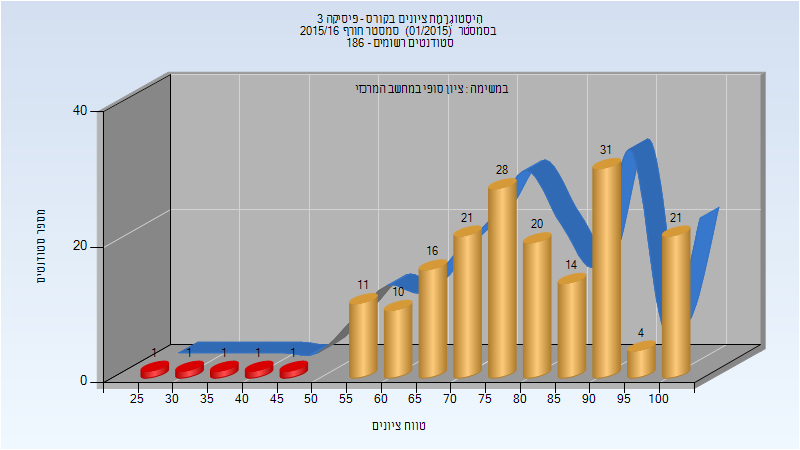 היסטוגרמת ציונים בקורס - פיסיקה 3
בסמסטר (01/2015) סמסטר חורף 2015/16
סטודנטים רשומים - 186
במשימה : ציון סופי במחשב המרכזי
מספר סטודנטים
40
20
0
1 1 1 1 1 11 10 16 21 28 20 14 31 4 21
25 30 35 40 45 50 55 60 65 70 75 80 85 90 95 100
טווח ציונים